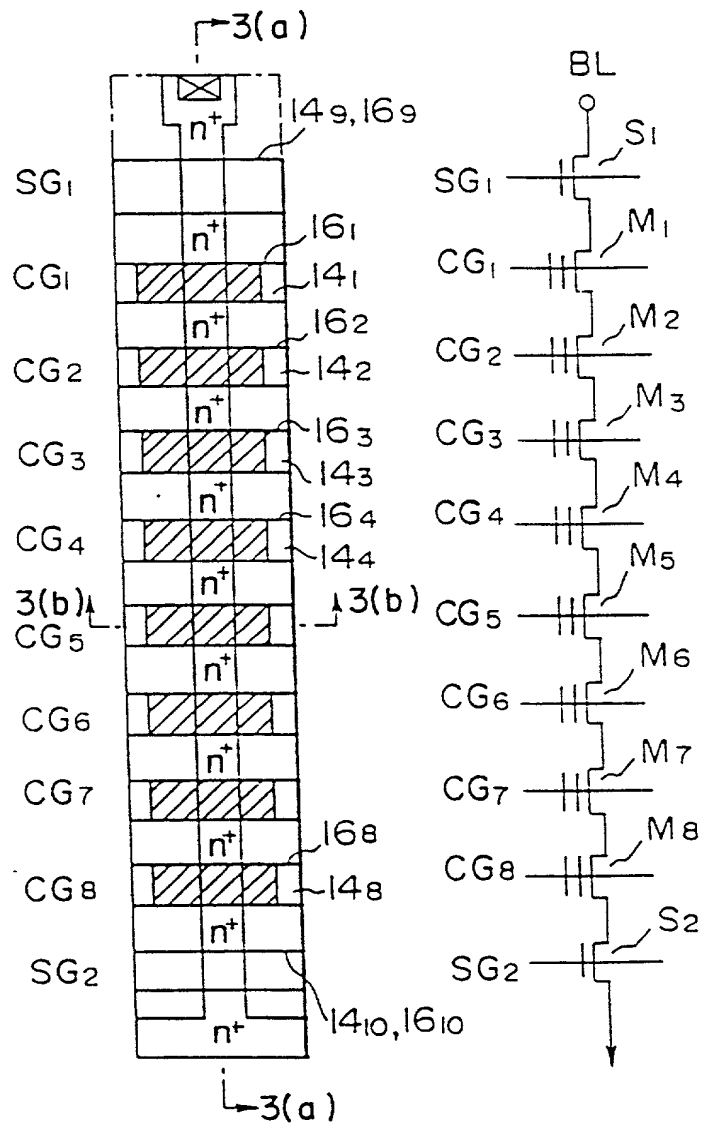 3(a)
BL
n+
14₉,16₉
S₁
SG₁
SG₁
n+
16₁
M₁
CG₁
14₁
CG₁
n+
16₂
M₂
CG₂
14₂
CG₂
n+
16₃
M₃
CG₃
14₃
CG₃
n+
16₄
M₄
CG₄
14₄
CG₄
n+
M₅
3(b)
3(b)
CG₅
CG₅
n+
M₆
CG₆
CG₆
n+
M₇
CG₇
CG₇
n+
16₈
M₈
CG₈
14₈
CG₈
n+
S₂
SG₂
SG₂
14₁₀,16₁₀
n+
3(a)